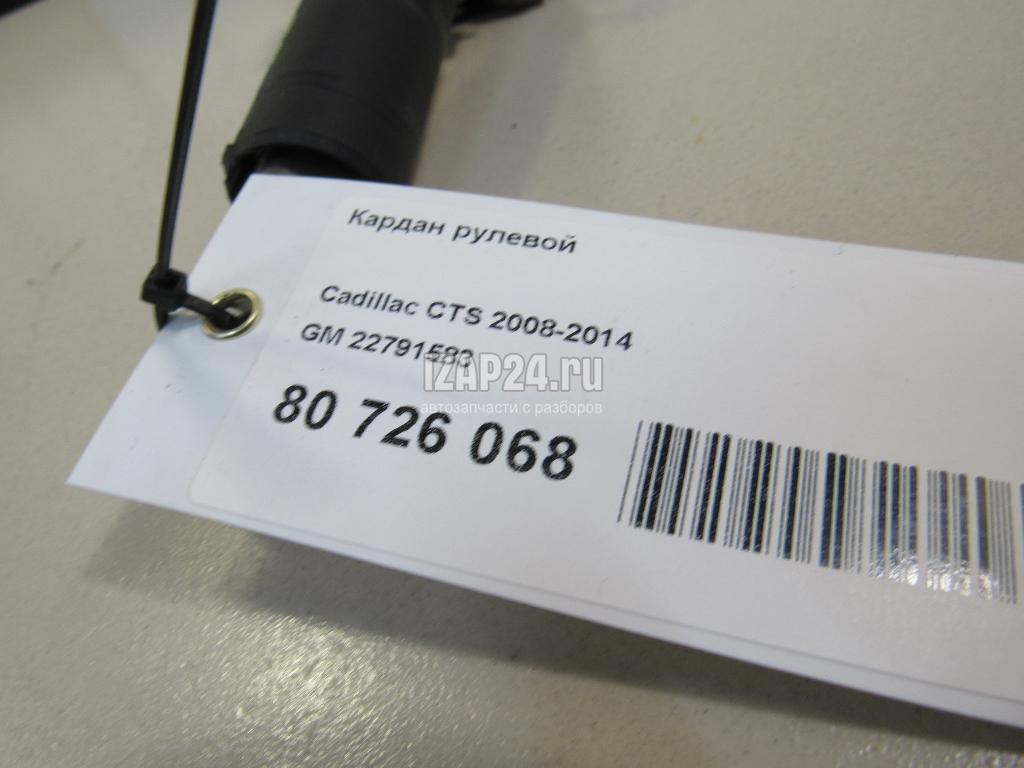 Кардан рулевой
Cadillac CTS 2008-2014
GM 22791583
IZAP24.ru
автозапчасти с разборов
80 726 068